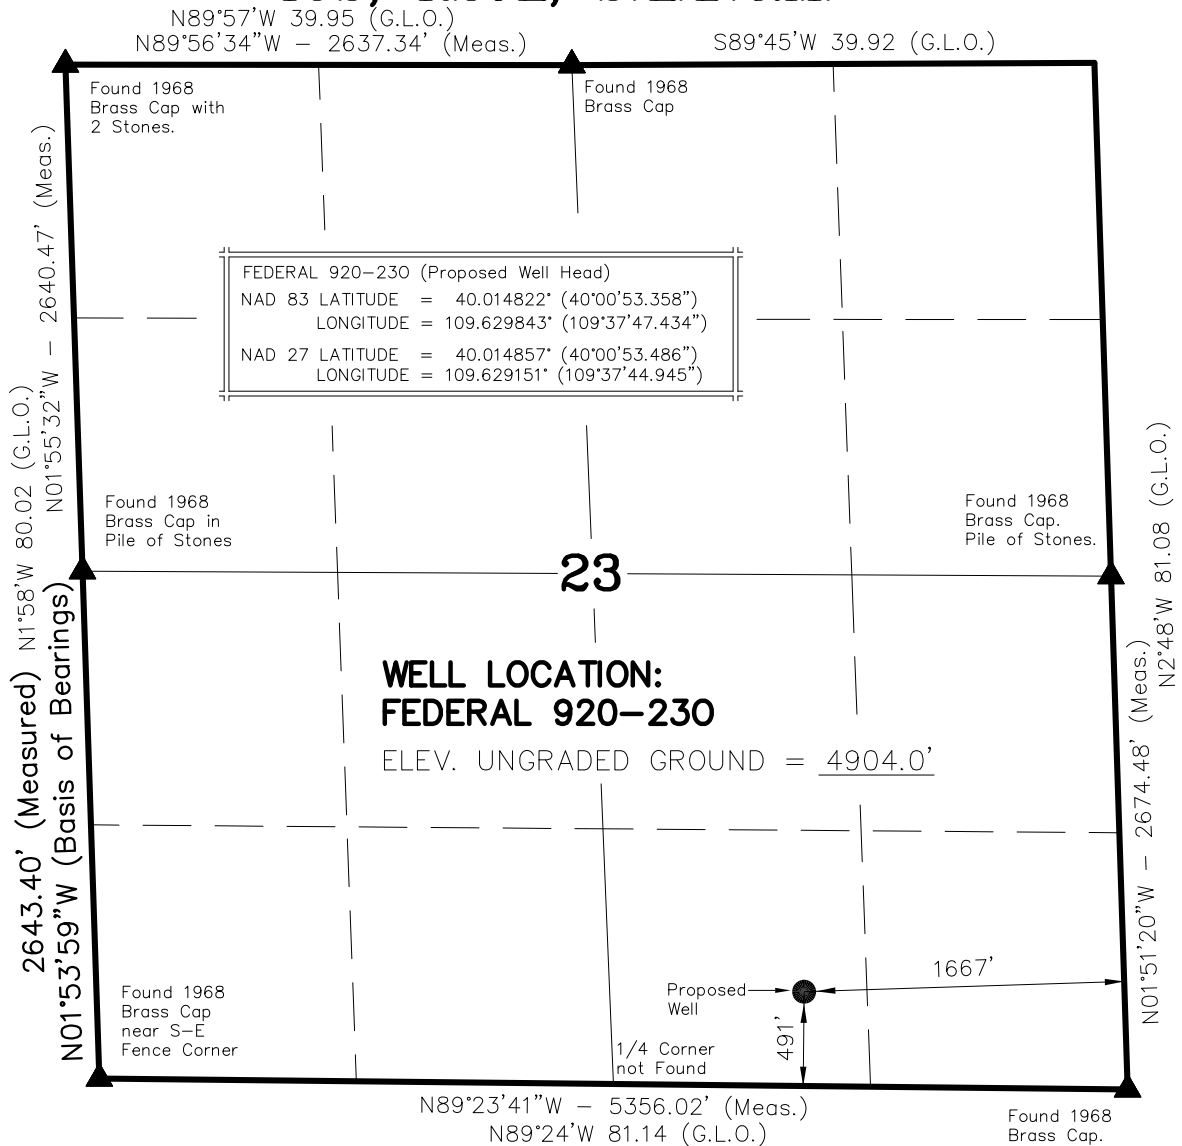 N89°57'W 39.95 (G.L.O.)
N89°56'34"W – 2637.34' (Meas.)
S89°45'W 39.92 (G.L.O.)
Found 1968
Brass Cap with
2 Stones.
Found 1968
Brass Cap
N01°55'32"W – 2640.47' (Meas.)
N1°58'W 80.02 (G.L.O.)
FEDERAL 920–23O (Proposed Well Head)
NAD 83 LATITUDE = 40.014822° (40°00'53.358")
LONGITUDE = 109.629843° (109°37'47.434")
NAD 27 LATITUDE = 40.014857° (40°00'53.486")
LONGITUDE = 109.629151° (109°37'44.945")
Found 1968
Brass Cap in
Pile of Stones
Found 1968
Brass Cap.
Pile of Stones.
N2°48'W 81.08 (G.L.O.)
23
WELL LOCATION:
FEDERAL 920–23O
ELEV. UNGRADED GROUND = 4904.0'
2643.40' (Measured)
N01°53'59"W (Basis of Bearings)
N01°51'20"W – 2674.48' (Meas.)
1667'
Proposed
Well
491'
Found 1968
Brass Cap
near S–E
Fence Corner
1/4 Corner
not Found
N89°23'41"W – 5356.02' (Meas.)
N89°24'W 81.14 (G.L.O.)
Found 1968
Brass Cap.